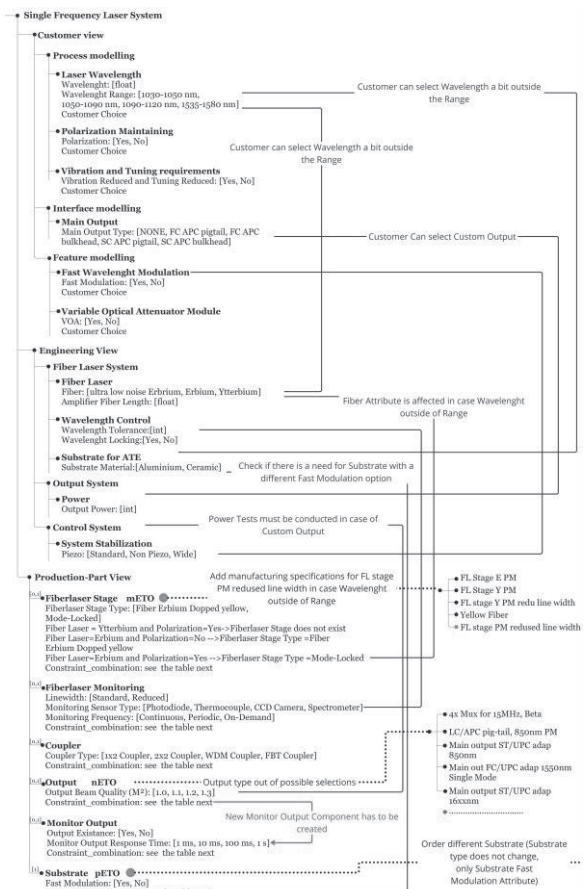 Single Frequency Laser System
Customer view
Process modelling
Laser Wavelength
Wavelenght: [float]
Wavelenght Range: [1030-1050 nm,
1050-1090 nm, 1090-1120 nm, 1535-1580 nm]
Customer Choice
Customer can select Wavelength a bit outside
the Range
Polarization Maintaining
Polarization: [Yes, No]
Customer Choice
Customer can select Wavelength a bit outside
the Range
Vibration and Tuning requirements
Vibration Reduced and Tuning Reduced: [Yes, No]
Customer Choice
Interface modelling
Main Output
Main Output Type: [NONE, FC APC pigtail, FC APC
bulkhead, SC APC pigtail, SC APC bulkhead]
Customer Can select Custom Output
Feature modelling
Fast Wavelenght Modulation
Fast Modulation: [Yes, No]
Customer Choice
Variable Optical Attenuator Module
VOA: [Yes, No]
Customer Choice
Engineering View
Fiber Laser System
Fiber Laser
Fiber: [ultra low noise Erbrium, Erbium, Ytterbium]
Amplifier Fiber Length: [float]
Fiber Attribute is affected in case Wavelenght
outside of Range
Wavelength Control
Wavelength Tolerance:[int]
Wavelenght Locking:[Yes, No]
Substrate for ATE
Substrate Material:[Aluminium, Ceramic]
Check if there is a need for Substrate with a
different Fast Modulation option
Output System
Power
Output Power: [int]
Power Tests must be conducted in case of
Custom Output
Control System
System Stabilization
Piezo: [Standard, Non Piezo, Wide]
Production-Part View
Add manufacturing specifications for FL stage
PM redused line width in case Wavelenght
outside of Range
[0,1]
Fiberlaser Stage mETO
Fiberlaser Stage Type: [Fiber Erbium Dopped yellow,
Mode-Locked]
Fiber Laser = Ytterbium and Polarization=Yes->Fiberlaser Stage does not exist
Fiber Laser=Erbium and Polarization=No -->Fiberlaser Stage Type =Fiber
Erbium Dopped yellow
Fiber Laser=Erbium and Polarization=Yes -->Fiberlaser Stage Type =Mode-Locked
Constraint_combination: see the table next
FL Stage E PM
FL Stage Y PM
FL stage Y PM redu line width
Yellow Fiber
FL stage PM redused line width
[0,1]
Fiberlaser Monitoring
Linewidth: [Standard, Reduced]
Monitoring Sensor Type: [Photodiode, Thermocouple, CCD Camera, Spectrometer]
Monitoring Frequency: [Continuous, Periodic, On-Demand]
Constraint_combination: see the table next
[0,1]
Coupler
Coupler Type: [1x2 Coupler, 2x2 Coupler, WDM Coupler, FBT Coupler]
Constraint_combination: see the table next
[0,1]
Output nETO
Output type out of possible selections
Output Beam Quality (M²): [1.0, 1.1, 1.2, 1.3]
Constraint_combination: see the table next
4x Mux for 15MHz, Beta
LC/APC pig-tail, 850nm PM
Main output ST/UPC adap
850nm
Main out FC/UPC adap 1550nm
Single Mode
Main output ST/UPC adap
16xxnm
New Monitor Output Component has to be
created
[0,1]
Monitor Output
Output Existance: [Yes, No]
Monitor Output Response Time: [1 ms, 10 ms, 100 ms, 1 s]
Constraint_combination: see the table next
Order different Substrate (Substrate
type does not change,
only Substrate Fast
Modulation Attribute)
[1]
Substrate pETO
Fast Modulation: [Yes, No]